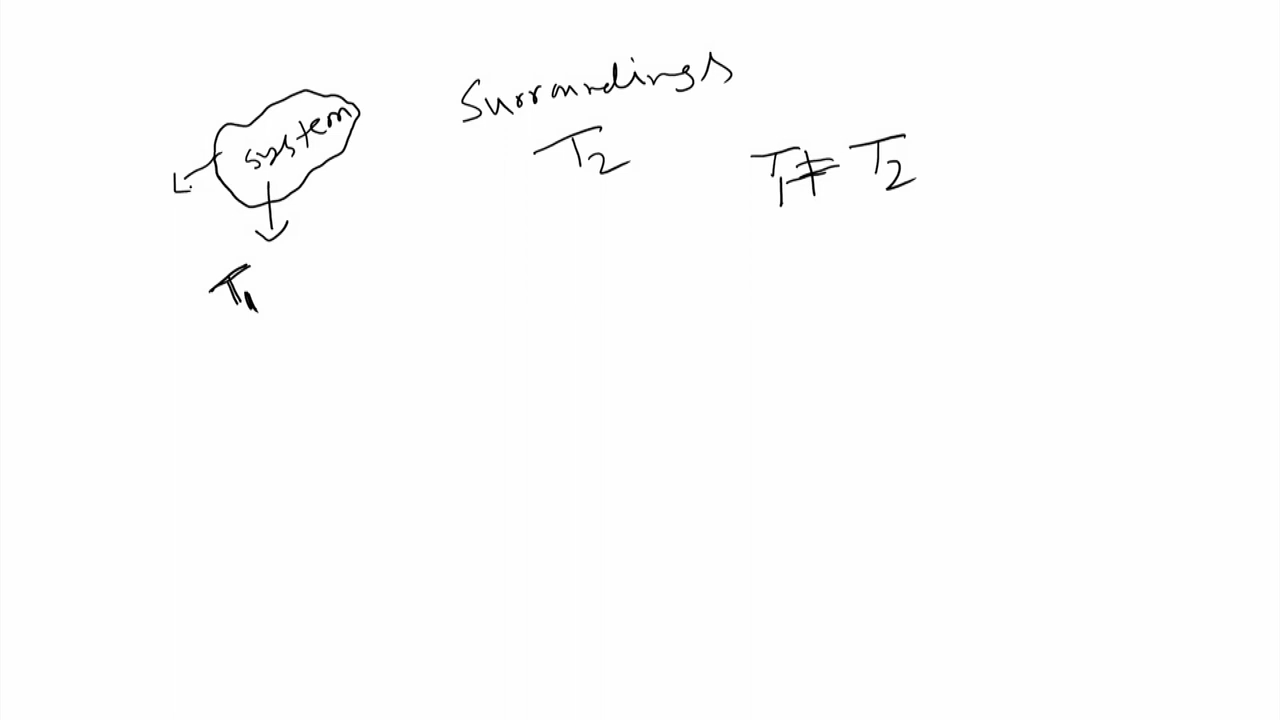 Surroundings
system
T₂
T₁ ≠ T₂
T₁